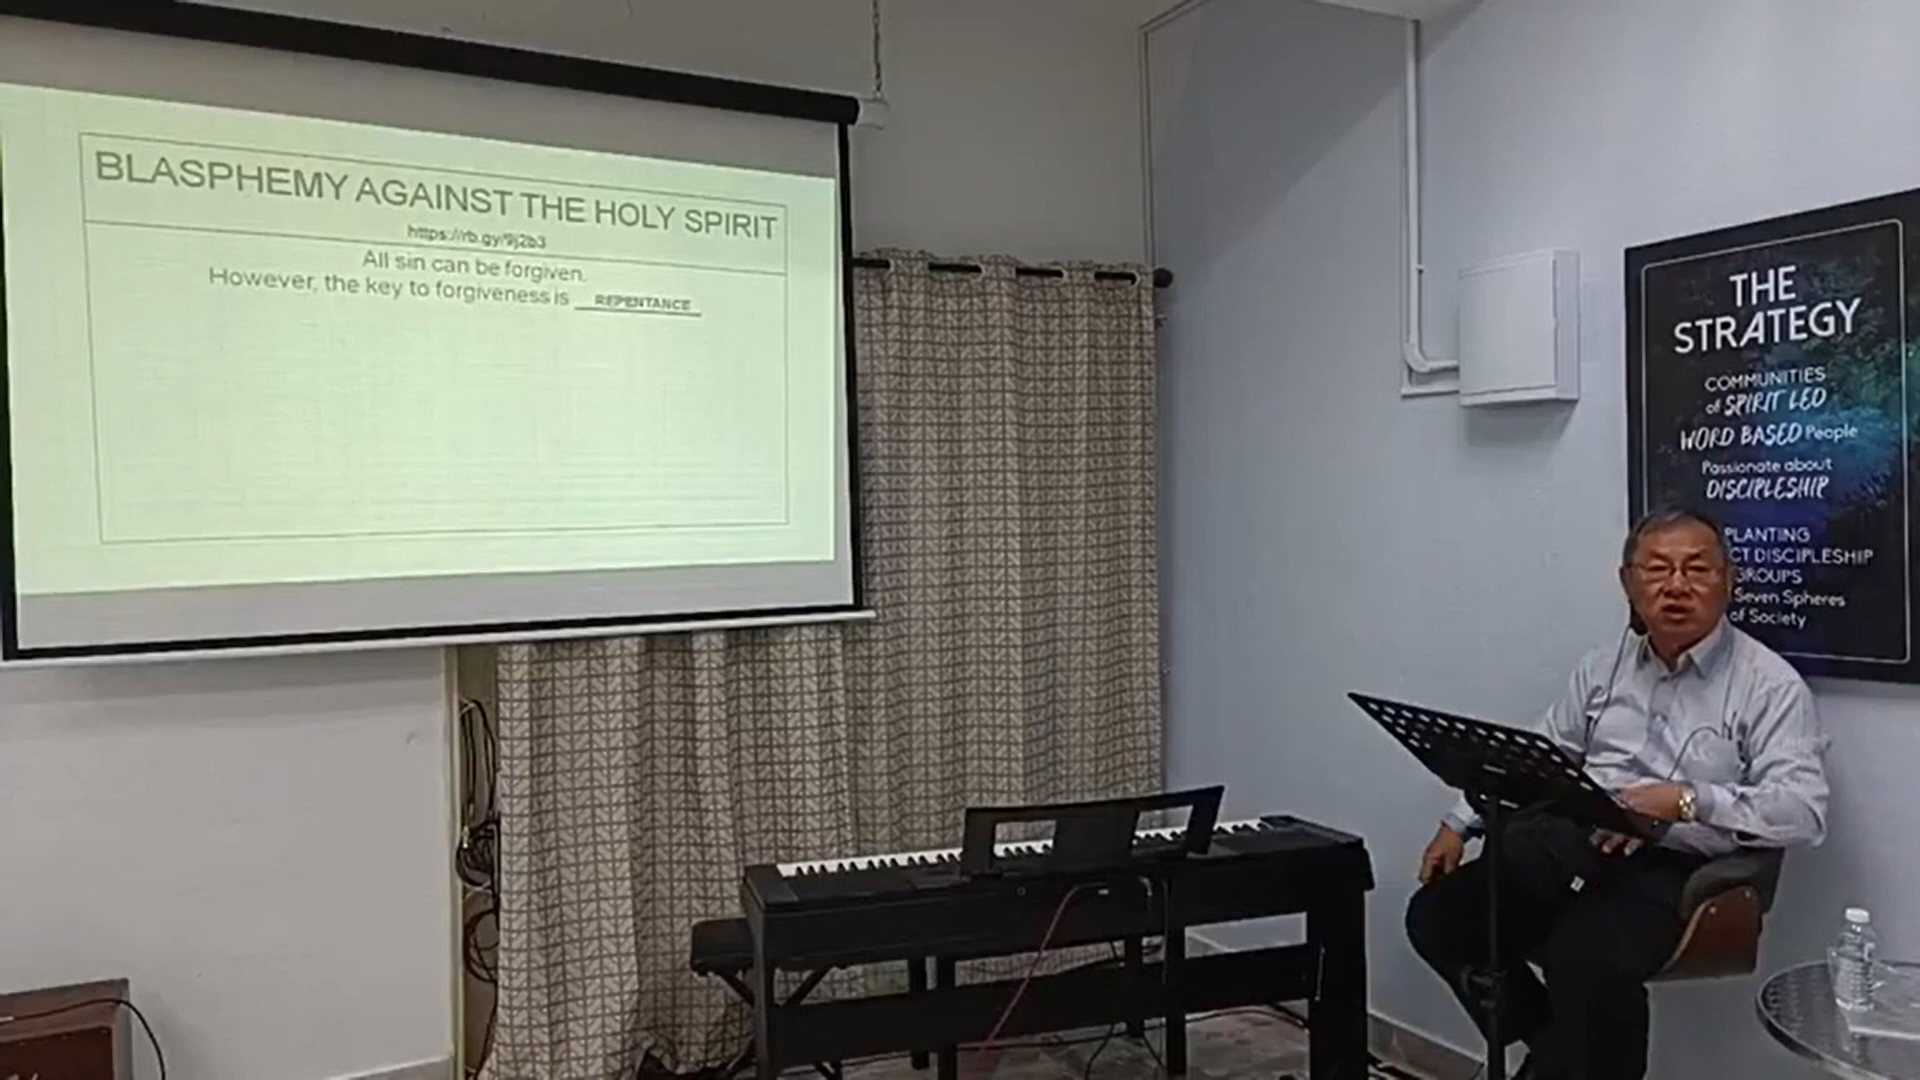 BLASPHEMY AGAINST THE HOLY SPIRIT
https://rb.gy/9j2b3
All sin can be forgiven.
However, the key to forgiveness is REPENTANCE
THE
STRATEGY
COMMUNITIES
of SPIRIT LED
WORD BASED People
Passionate about
DISCIPLESHIP
PLANTING
CT DISCIPLESHIP
GROUPS
Seven Spheres
of Society